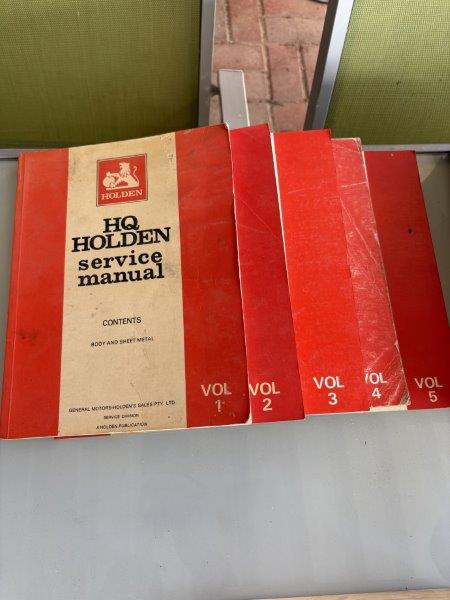 HOLDEN
HQ
HOLDEN
service
manual
CONTENTS
BODY AND SHEET METAL
GENERAL MOTORS-HOLDEN'S SALES PTY. LTD.
SERVICE DIVISION
A HOLDEN PUBLICATION
VOL
1
VOL
2
VOL
3
VOL
4
VOL
5